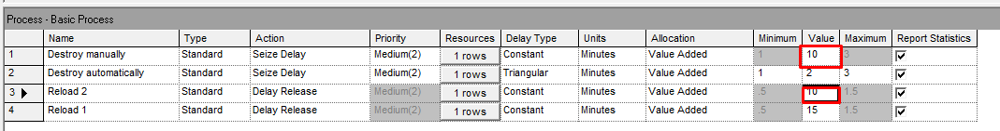 Process - Basic Process
Name Type Action Priority Resources Delay Type Units Allocation Minimum Value Maximum Report Statistics
1 Destroy manually Standard Seize Delay Medium(2) 1 rows Constant Minutes Value Added 1 10 3
2 Destroy automatically Standard Seize Delay Medium(2) 1 rows Triangular Minutes Value Added 1 2 3
3 Reload 2 Standard Delay Release Medium(2) 1 rows Constant Minutes Value Added .5 10 1.5
4 Reload 1 Standard Delay Release Medium(2) 1 rows Constant Minutes Value Added .5 15 1.5